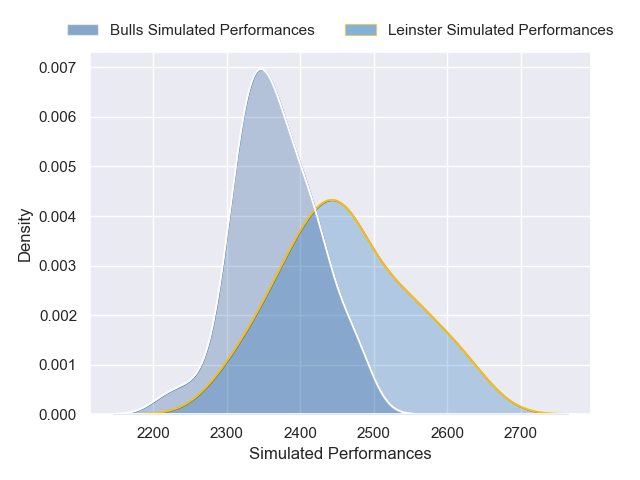 Bulls Simulated Performances
Leinster Simulated Performances
0.007
0.006
0.005
0.004
0.003
0.002
0.001
0.000
Density
2200 2300 2400 2500 2600 2700
Simulated Performances